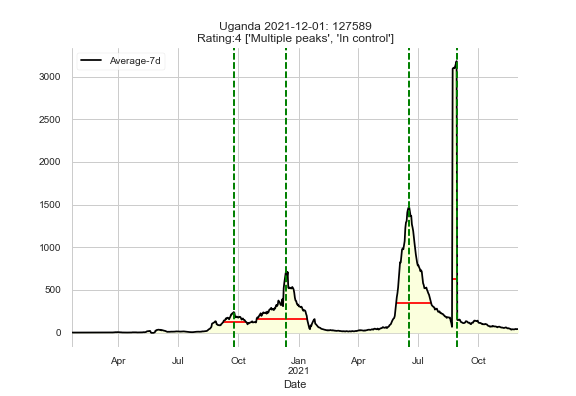 Uganda 2021-12-01: 127589
Rating:4 ['Multiple peaks', 'In control']
Average-7d
3000
2500
2000
1500
1000
500
0
Apr Jul Oct Jan Apr Jul Oct
2021
Date